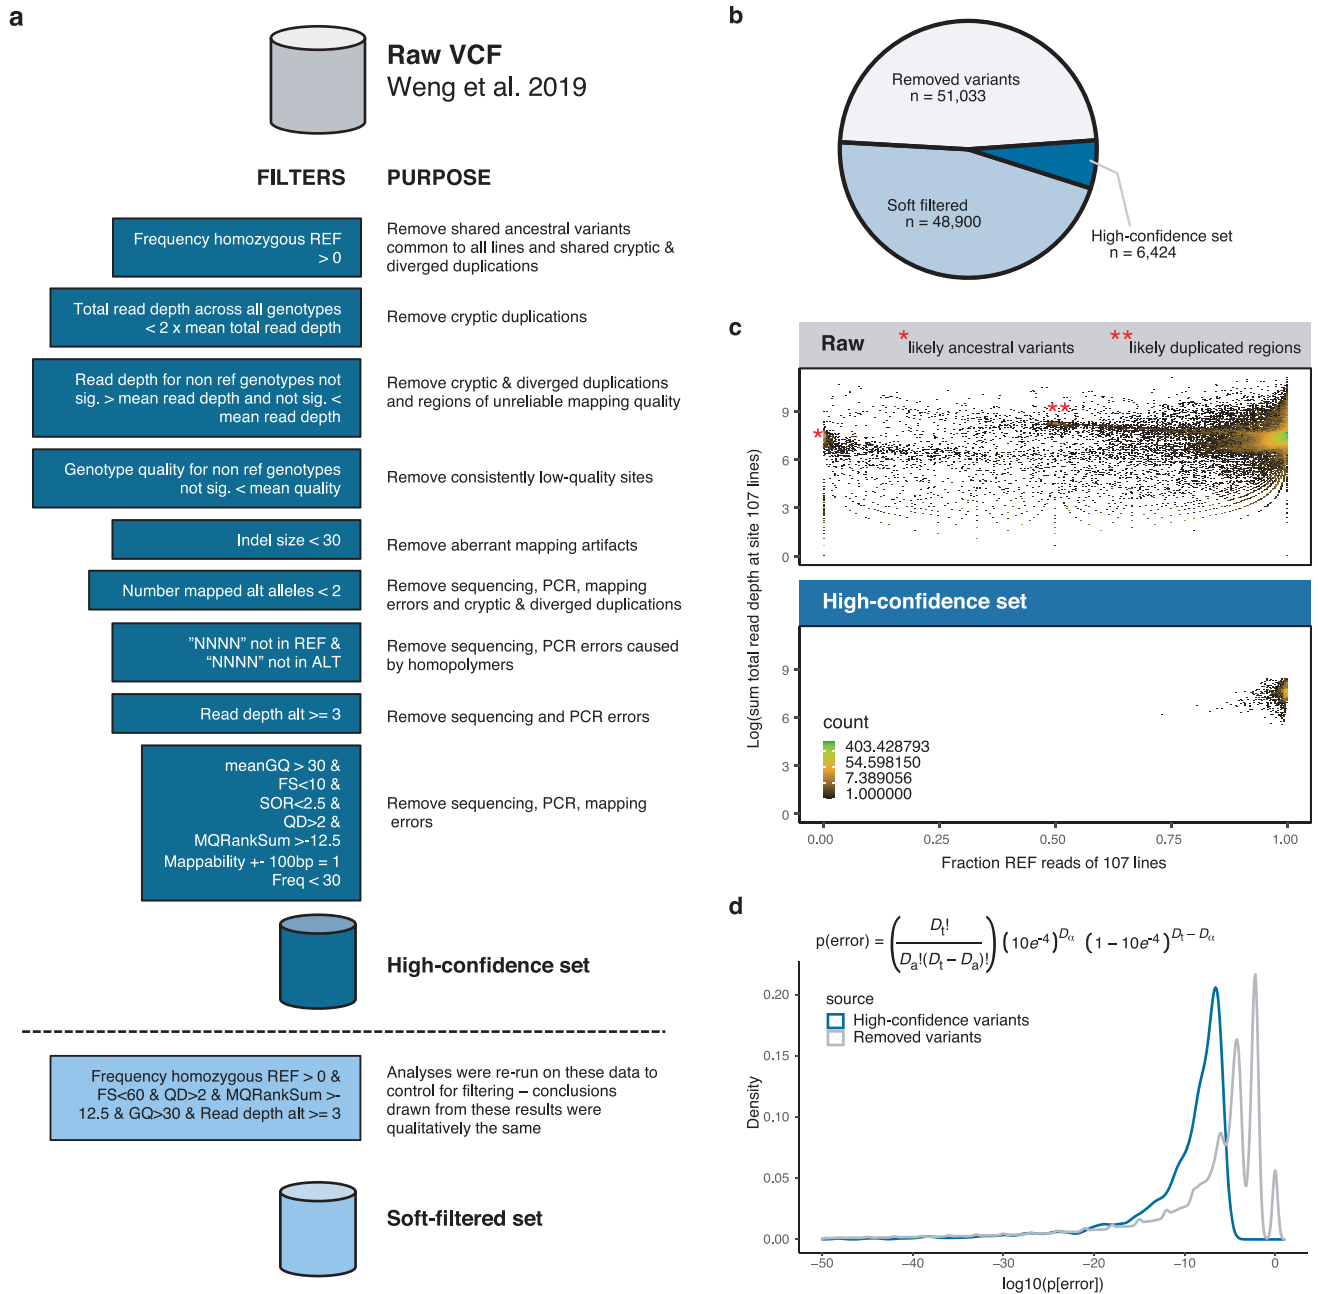 a
Raw VCF
Weng et al. 2019
FILTERS
PURPOSE
Frequency homozygous REF
> 0
Remove shared ancestral variants
common to all lines and shared cryptic &
diverged duplications
Total read depth across all genotypes
< 2 x mean total read depth
Remove cryptic duplications
Read depth for non ref genotypes not
sig. > mean read depth and not sig. <
mean read depth
Remove cryptic & diverged duplications
and regions of unreliable mapping quality
Genotype quality for non ref genotypes
not sig. < mean quality
Remove consistently low-quality sites
Indel size < 30
Remove aberrant mapping artifacts
Number mapped alt alleles < 2
Remove sequencing, PCR, mapping
errors and cryptic & diverged duplications
”NNNN” not in REF &
“NNNN” not in ALT
Remove sequencing, PCR errors caused
by homopolymers
Read depth alt >= 3
Remove sequencing and PCR errors
meanGQ > 30 &
FS<10 &
SOR<2.5 &
QD>2 &
MQRankSum >-12.5
Mappability +- 100bp = 1
Freq < 30
Remove sequencing, PCR, mapping
errors
High-confidence set
Frequency homozygous REF > 0 &
FS<60 & QD>2 & MQRankSum >-
12.5 & GQ>30 & Read depth alt >= 3
Analyses were re-run on these data to
control for filtering – conclusions
drawn from these results were
qualitatively the same
Soft-filtered set
b
Removed variants
n = 51,033
Soft filtered
n = 48,900
High-confidence set
n = 6,424
c
Raw
*likely ancestral variants
**likely duplicated regions
*
**
9
6
3
0
High-confidence set
9
6
3
0
count
403.428793
54.598150
7.389056
1.000000
0.00 0.25 0.50 0.75 1.00
Fraction REF reads of 107 lines
Log(sum total read depth at site 107 lines)
d
p(error) = (Dt! / Da!(Dt – Da)!) (10e-4)^Dα (1 – 10e-4)^Dt – Dα
source
High-confidence variants
Removed variants
0.20
0.15
0.10
0.05
0.00
Density
−50 −40 −30 −20 −10 0
log10(p[error])